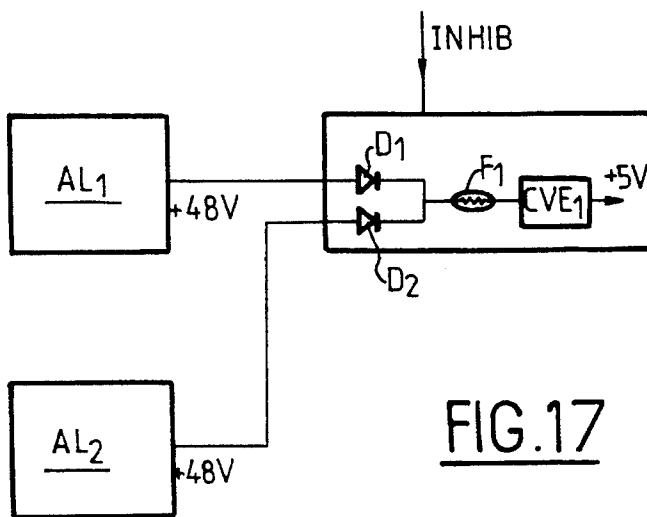 INHIB
AL1
+48V
D1
D2
F1
CVE1
+5V
AL2
+48V
FIG.17